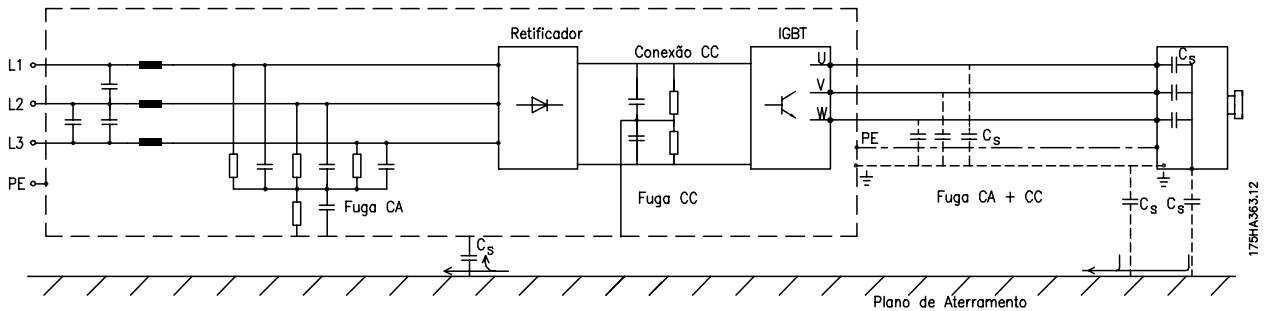 Retificador
IGBT
Conexão CC
L1
L2
L3
PE
U
V
W
PE
Cs
Cs
Fuga CA
Fuga CC
Fuga CA + CC
Cs
Cs
Cs
Plano de Aterramento
175HA363.12